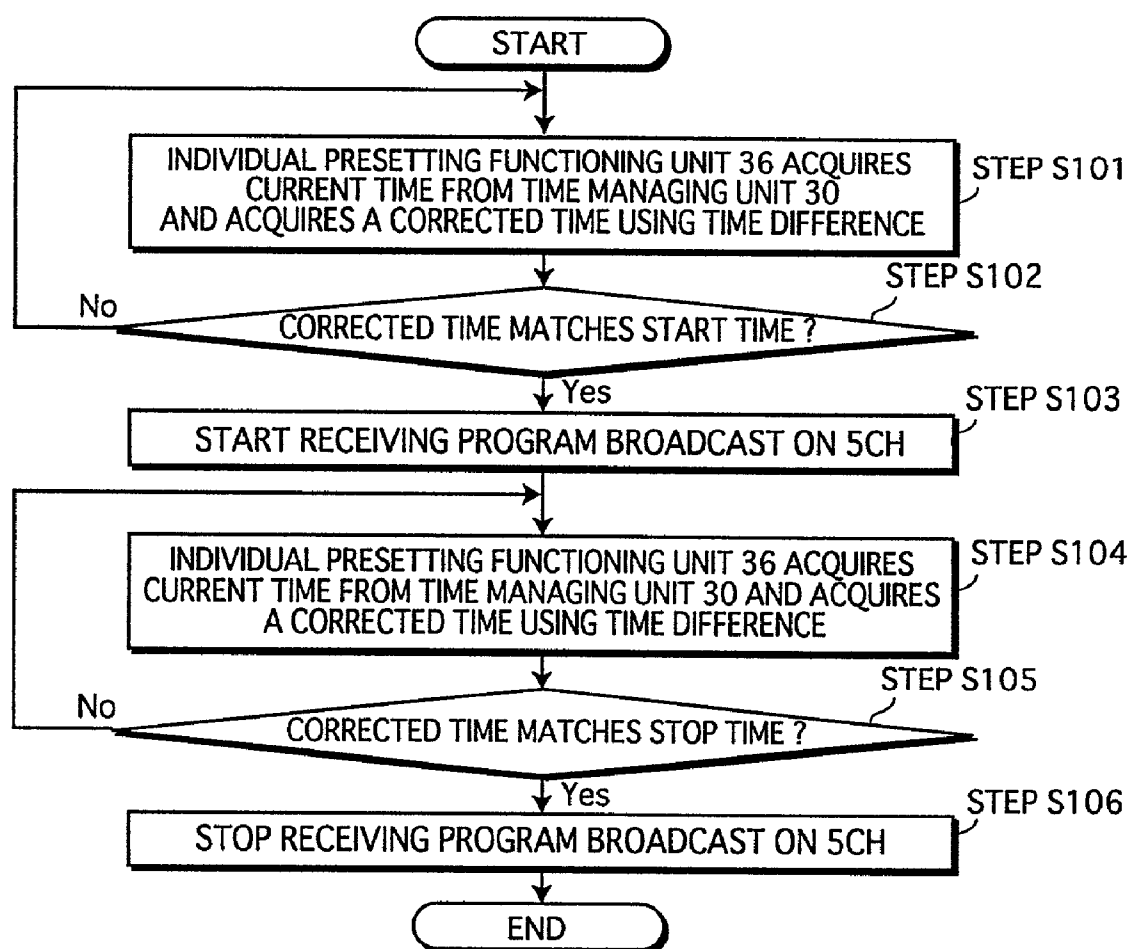 START
INDIVIDUAL PRESETTING FUNCTIONING UNIT 36 ACQUIRES
CURRENT TIME FROM TIME MANAGING UNIT 30
AND ACQUIRES A CORRECTED TIME USING TIME DIFFERENCE
STEP S101
STEP S102
No
CORRECTED TIME MATCHES START TIME ?
Yes
STEP S103
START RECEIVING PROGRAM BROADCAST ON 5CH
INDIVIDUAL PRESETTING FUNCTIONING UNIT 36 ACQUIRES
CURRENT TIME FROM TIME MANAGING UNIT 30 AND ACQUIRES
A CORRECTED TIME USING TIME DIFFERENCE
STEP S104
STEP S105
No
CORRECTED TIME MATCHES STOP TIME ?
Yes
STEP S106
STOP RECEIVING PROGRAM BROADCAST ON 5CH
END